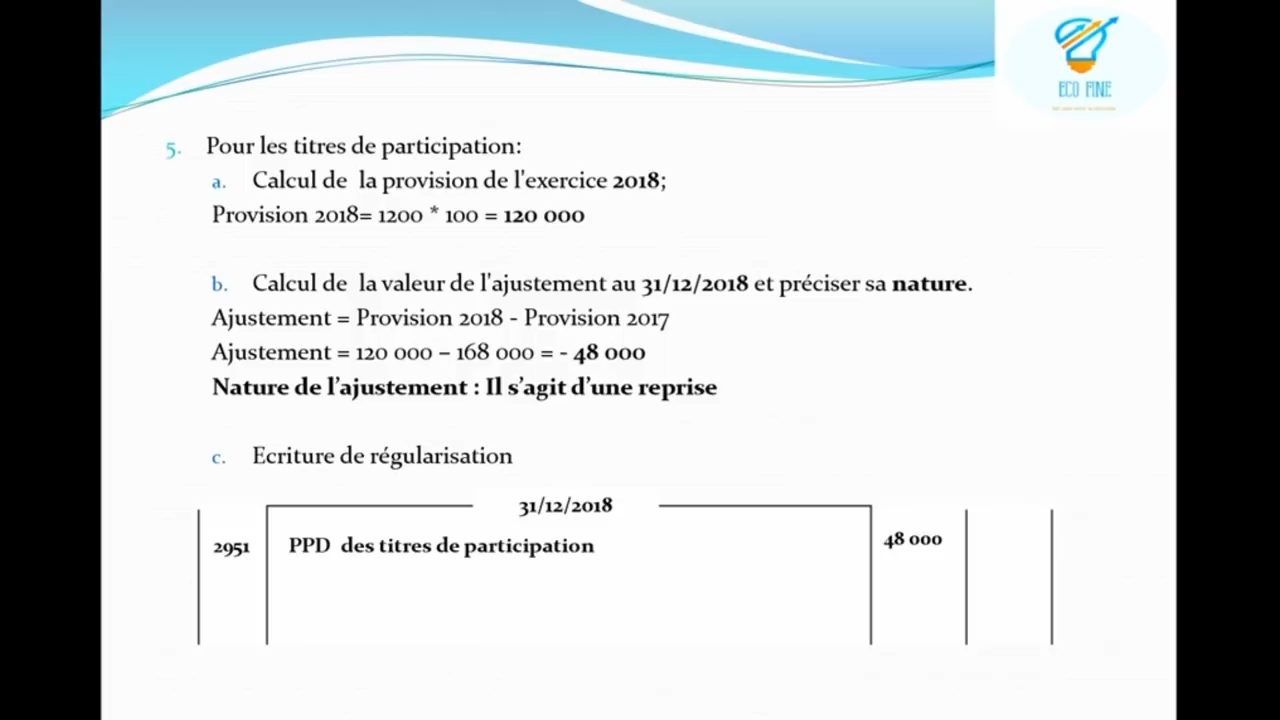 ECO FINE
5. Pour les titres de participation:
a. Calcul de la provision de l'exercice 2018;
Provision 2018= 1200 * 100 = 120 000
b. Calcul de la valeur de l'ajustement au 31/12/2018 et préciser sa nature.
Ajustement = Provision 2018 - Provision 2017
Ajustement = 120 000 – 168 000 = - 48 000
Nature de l’ajustement : Il s’agit d’une reprise
c. Ecriture de régularisation
31/12/2018
2951 PPD des titres de participation 48 000